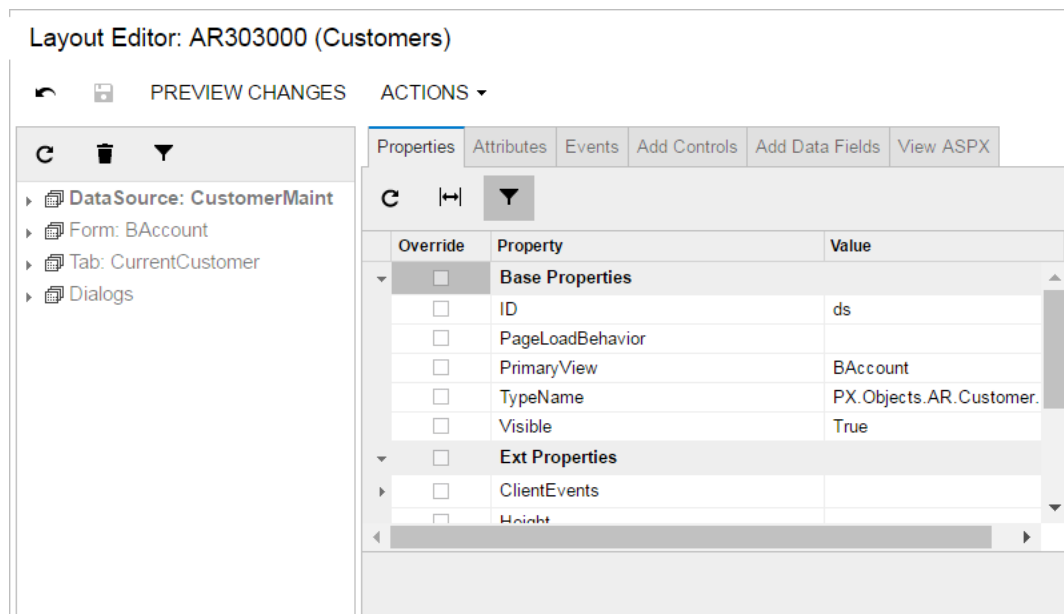 Layout Editor: AR303000 (Customers)
PREVIEW CHANGES ACTIONS
Properties Attributes Events Add Controls Add Data Fields View ASPX
DataSource: CustomerMaint
Form: BAccount
Tab: CurrentCustomer
Dialogs
Override Property Value
Base Properties
ID ds
PageLoadBehavior
PrimaryView BAccount
TypeName PX.Objects.AR.Customer.
Visible True
Ext Properties
ClientEvents
Height